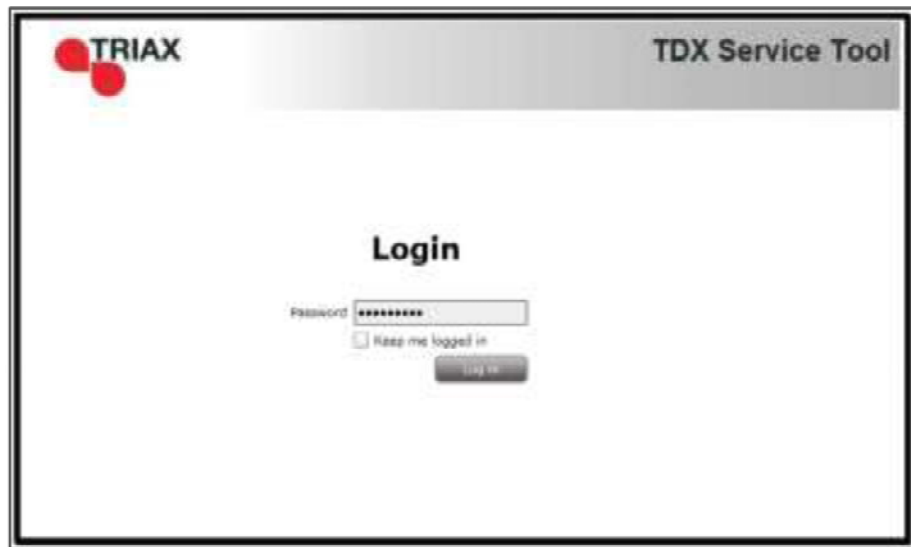 TRIAX
TDX Service Tool
Login
Password •••••••••
Keep me logged in
Log in